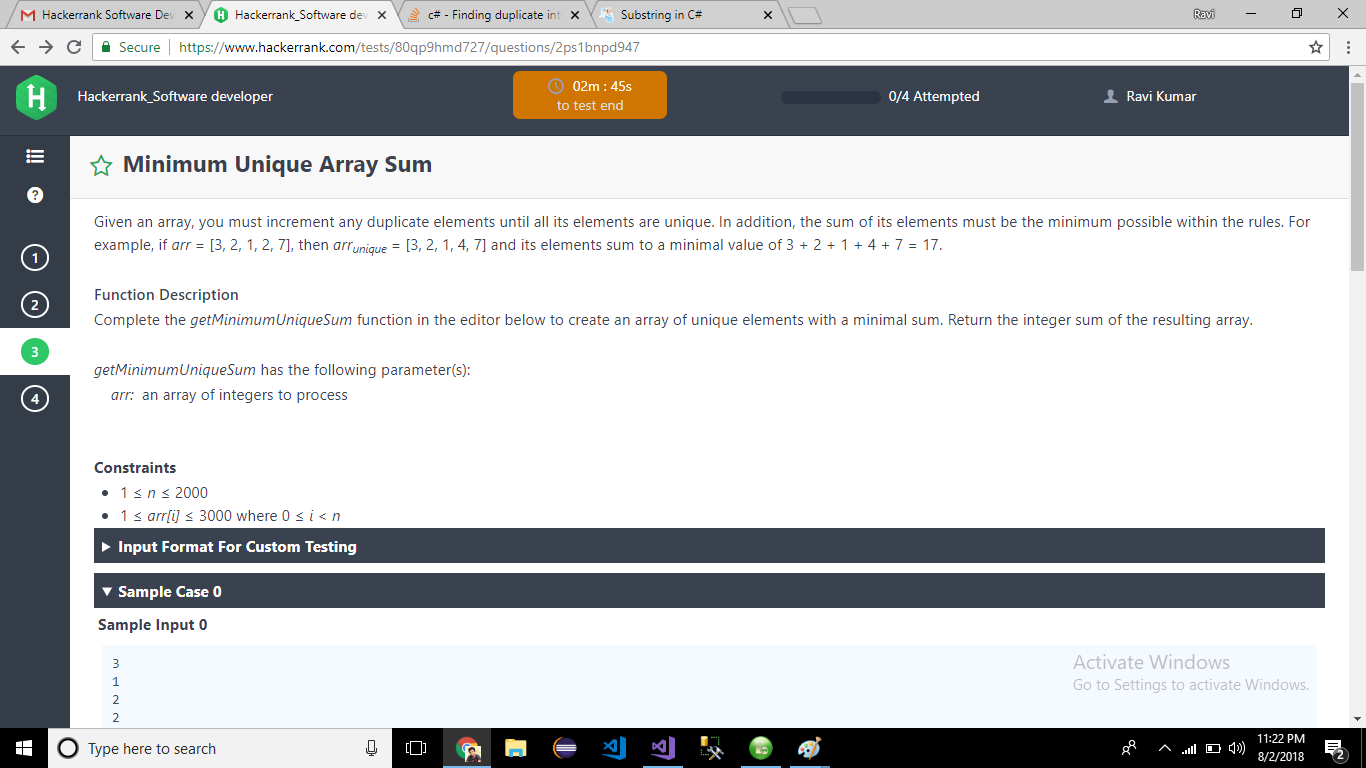 Hackerrank Software Dev
Hackerrank_Software dev
c# - Finding duplicate int
Substring in C#
Ravi
Secure
https://www.hackerrank.com/tests/80qp9hmd727/questions/2ps1bnpd947
H
Hackerrank_Software developer
02m : 45s
to test end
0/4 Attempted
Ravi Kumar
?
1
2
3
4
Minimum Unique Array Sum
Given an array, you must increment any duplicate elements until all its elements are unique. In addition, the sum of its elements must be the minimum possible within the rules. For
example, if arr = [3, 2, 1, 2, 7], then arrunique = [3, 2, 1, 4, 7] and its elements sum to a minimal value of 3 + 2 + 1 + 4 + 7 = 17.
Function Description
Complete the getMinimumUniqueSum function in the editor below to create an array of unique elements with a minimal sum. Return the integer sum of the resulting array.
getMinimumUniqueSum has the following parameter(s):
arr: an array of integers to process
Constraints
• 1 ≤ n ≤ 2000
• 1 ≤ arr[i] ≤ 3000 where 0 ≤ i < n
Input Format For Custom Testing
Sample Case 0
Sample Input 0
3
1
2
2
Activate Windows
Go to Settings to activate Windows.
Type here to search
11:22 PM
8/2/2018
2